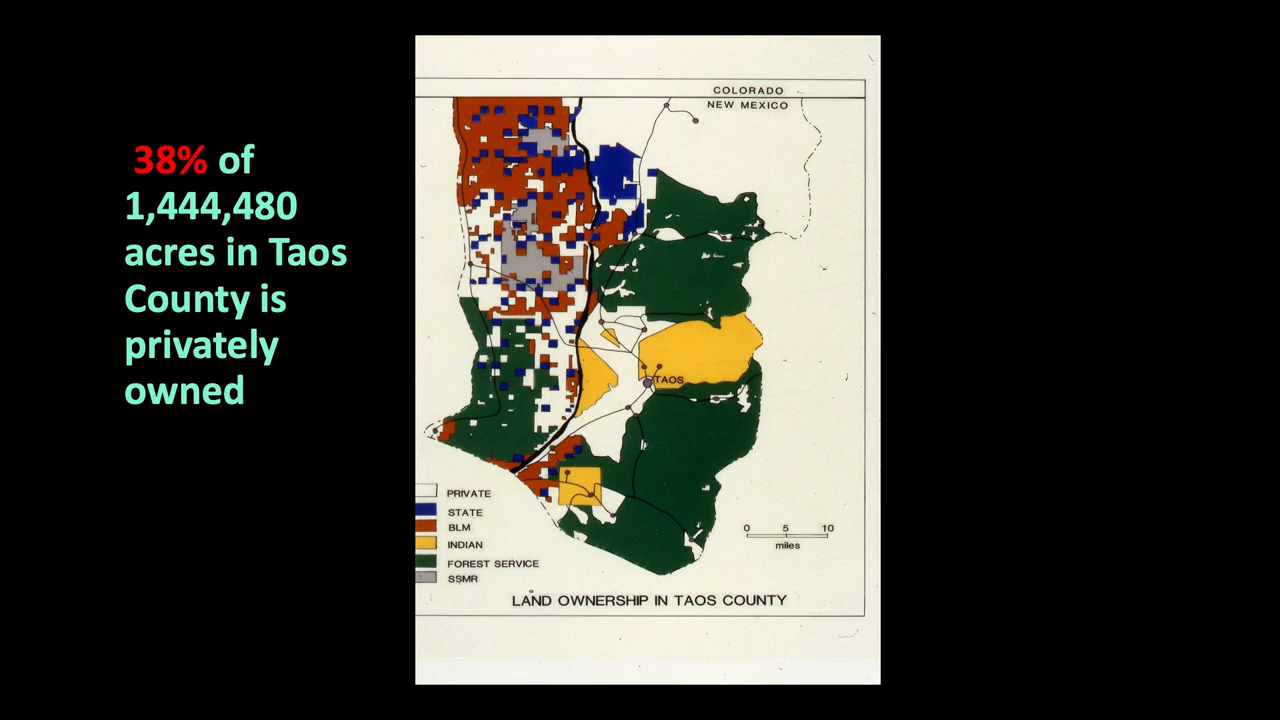 38% of
1,444,480
acres in Taos
County is
privately
owned
COLORADO
NEW MEXICO
TAOS
PRIVATE
STATE
BLM
INDIAN
FOREST SERVICE
SSMR
0 5 10
miles
LAND OWNERSHIP IN TAOS COUNTY